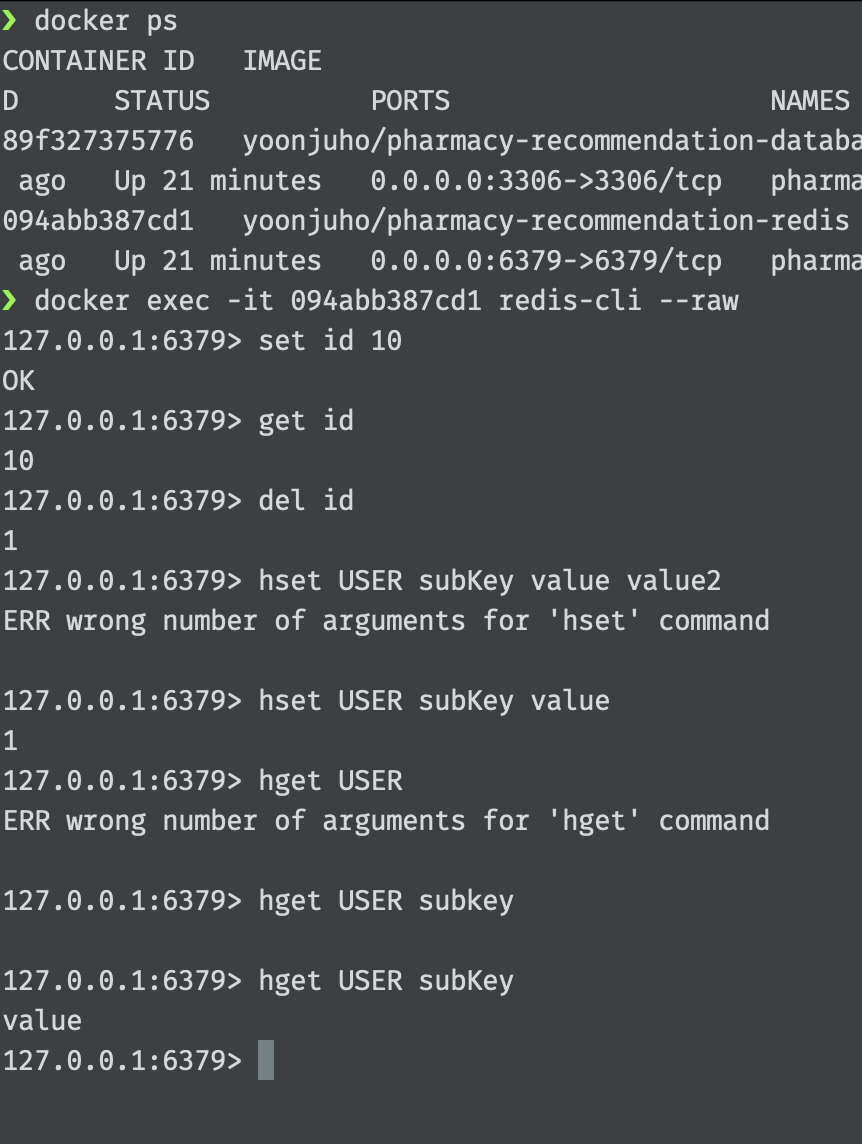 ❯ docker ps
CONTAINER ID   IMAGE
D      STATUS          PORTS                    NAMES
89f327375776   yoonjuho/pharmacy-recommendation-databa
 ago   Up 21 minutes   0.0.0.0:3306->3306/tcp   pharma
094abb387cd1   yoonjuho/pharmacy-recommendation-redis
 ago   Up 21 minutes   0.0.0.0:6379->6379/tcp   pharma
❯ docker exec -it 094abb387cd1 redis-cli --raw
127.0.0.1:6379> set id 10
OK
127.0.0.1:6379> get id
10
127.0.0.1:6379> del id
1
127.0.0.1:6379> hset USER subKey value value2
ERR wrong number of arguments for 'hset' command

127.0.0.1:6379> hset USER subKey value
1
127.0.0.1:6379> hget USER
ERR wrong number of arguments for 'hget' command

127.0.0.1:6379> hget USER subkey

127.0.0.1:6379> hget USER subKey
value
127.0.0.1:6379>